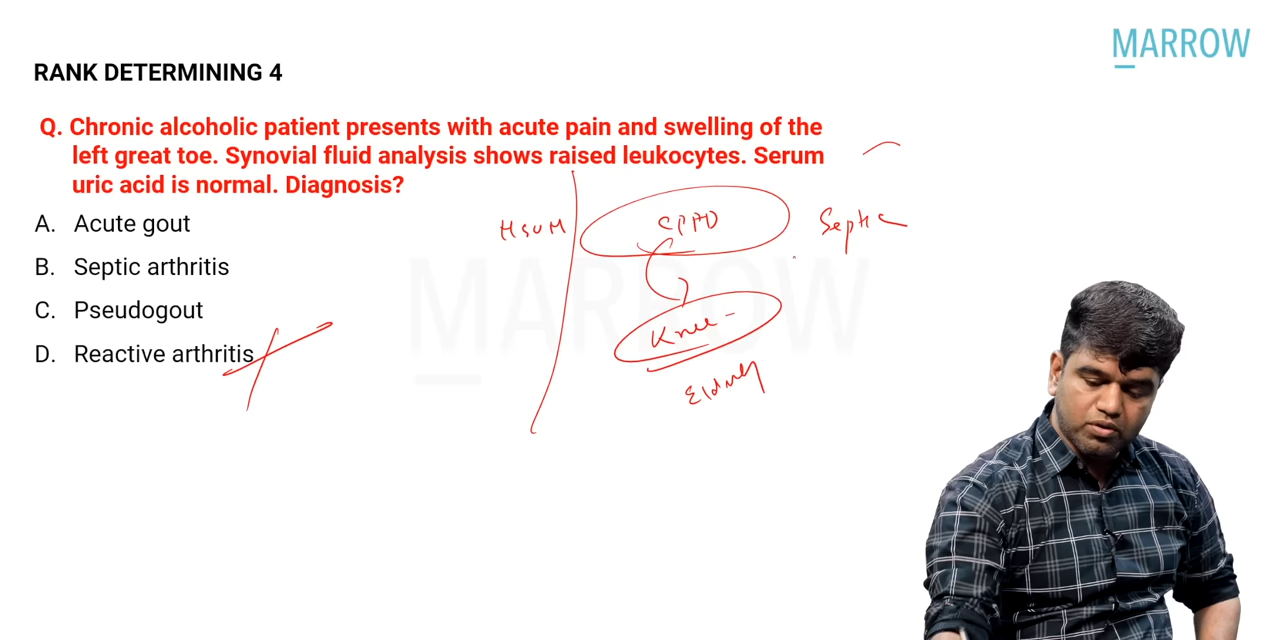 MARROW
RANK DETERMINING 4
Q. Chronic alcoholic patient presents with acute pain and swelling of the
left great toe. Synovial fluid analysis shows raised leukocytes. Serum
uric acid is normal. Diagnosis?
A. Acute gout
B. Septic arthritis
C. Pseudogout
D. Reactive arthritis
MSUM CPPD Septic
Knee -
Elderly
MARROW